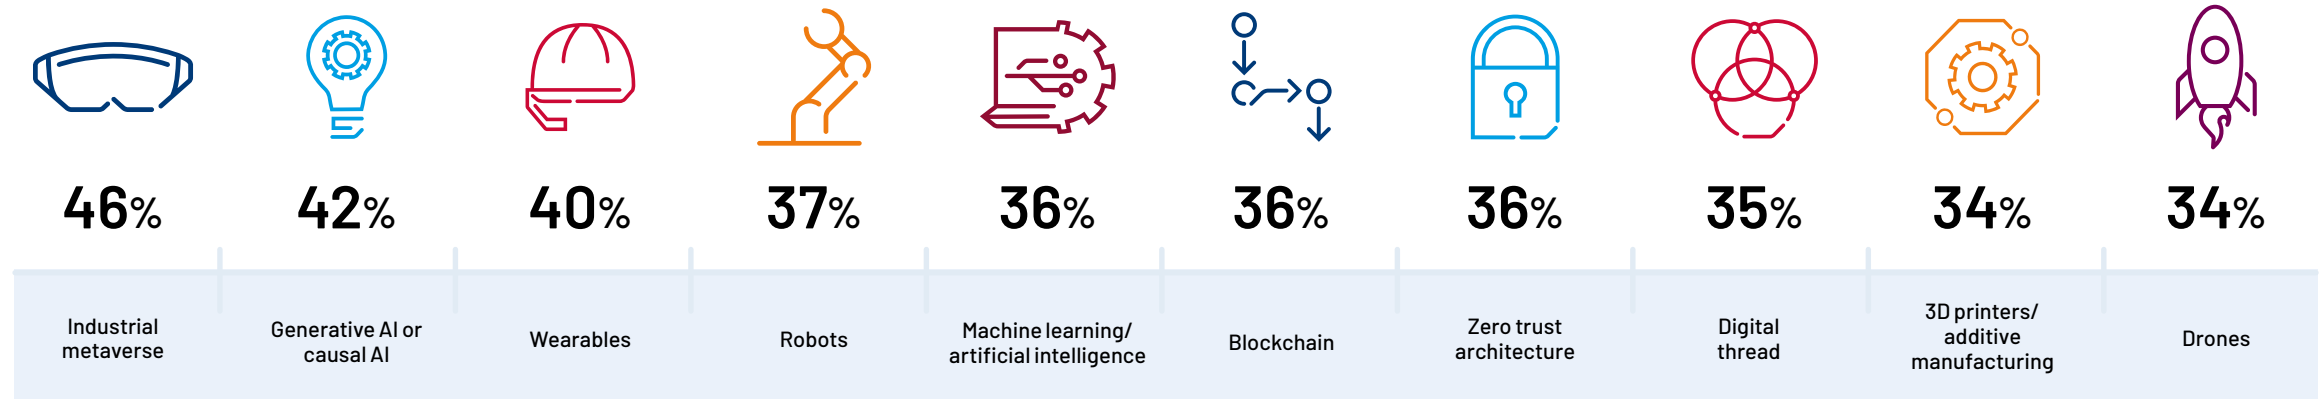 46%
42%
40%
37%
36%
36%
36%
35%
34%
34%
Industrial
metaverse
Generative AI or
causal AI
Wearables
Robots
Machine learning/
artificial intelligence
Blockchain
Zero trust
architecture
Digital
thread
3D printers/
additive
manufacturing
Drones